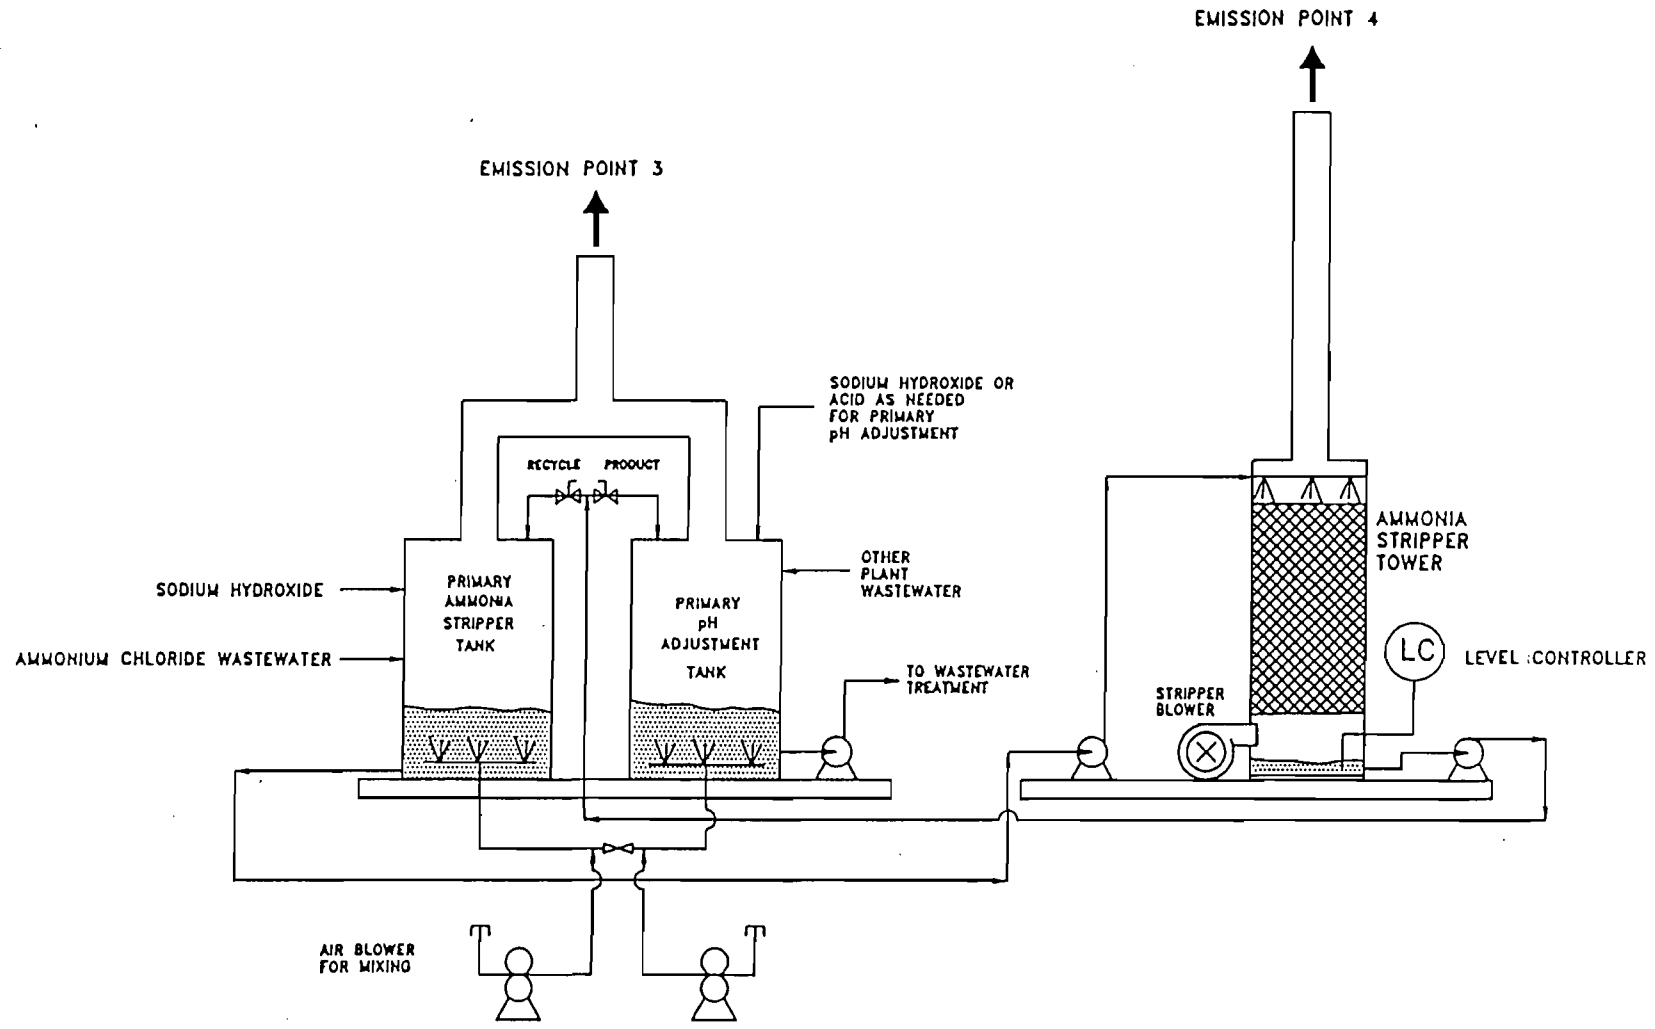 EMISSION POINT 4
EMISSION POINT 3
SODIUM HYDROXIDE OR
ACID AS NEEDED
FOR PRIMARY
pH ADJUSTMENT
RECYCLE
PRODUCT
AMMONIA
STRIPPER
TOWER
OTHER
PLANT
WASTEWATER
SODIUM HYDROXIDE
PRIMARY
AMMONIA
STRIPPER
TANK
PRIMARY
pH
ADJUSTMENT
TANK
AMMONIUM CHLORIDE WASTEWATER
LC
LEVEL CONTROLLER
TO WASTEWATER
TREATMENT
STRIPPER
BLOWER
AIR BLOWER
FOR MIXING